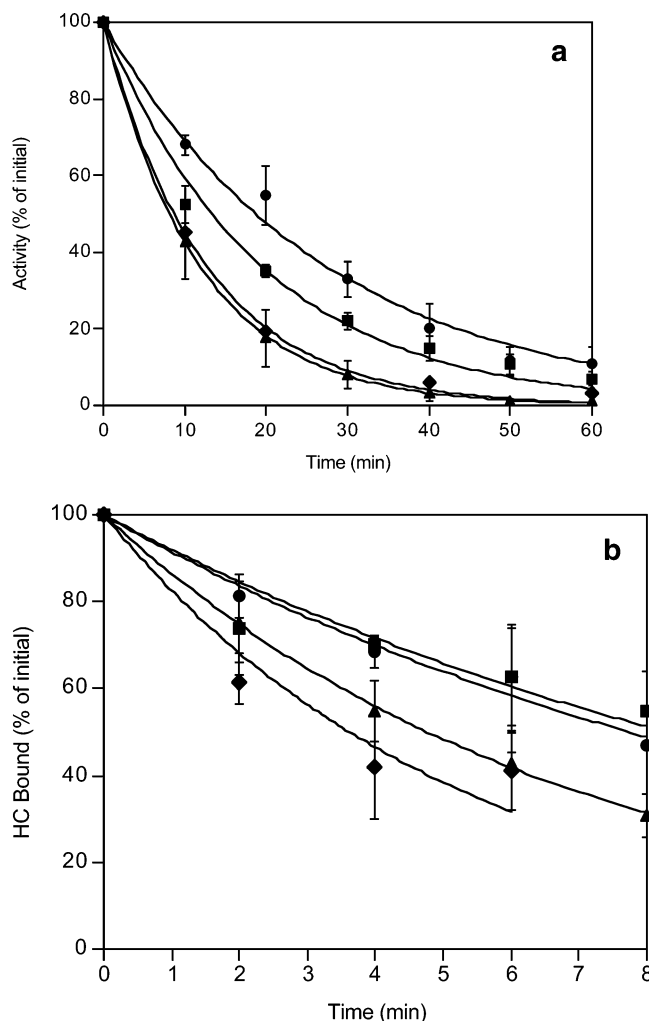 100
80
60
40
20
0
Activity (% of initial)
a
0 10 20 30 40 50 60
Time (min)
100
80
60
40
20
0
HC Bound (% of initial)
b
0 1 2 3 4 5 6 7 8
Time (min)